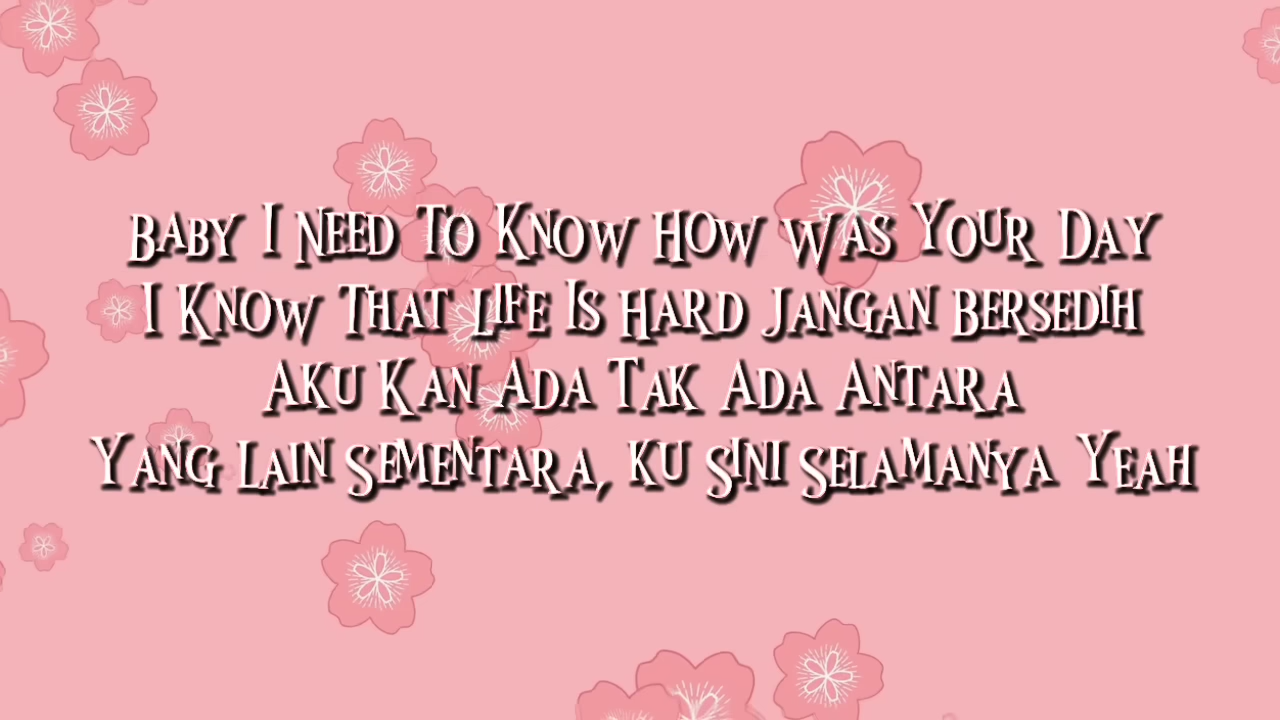 Baby I Need To Know How Was Your Day
I Know That Life Is Hard Jangan Bersedih
Aku Kan Ada Tak Ada Antara
Yang Lain Sementara, Ku Sini Selamanya Yeah